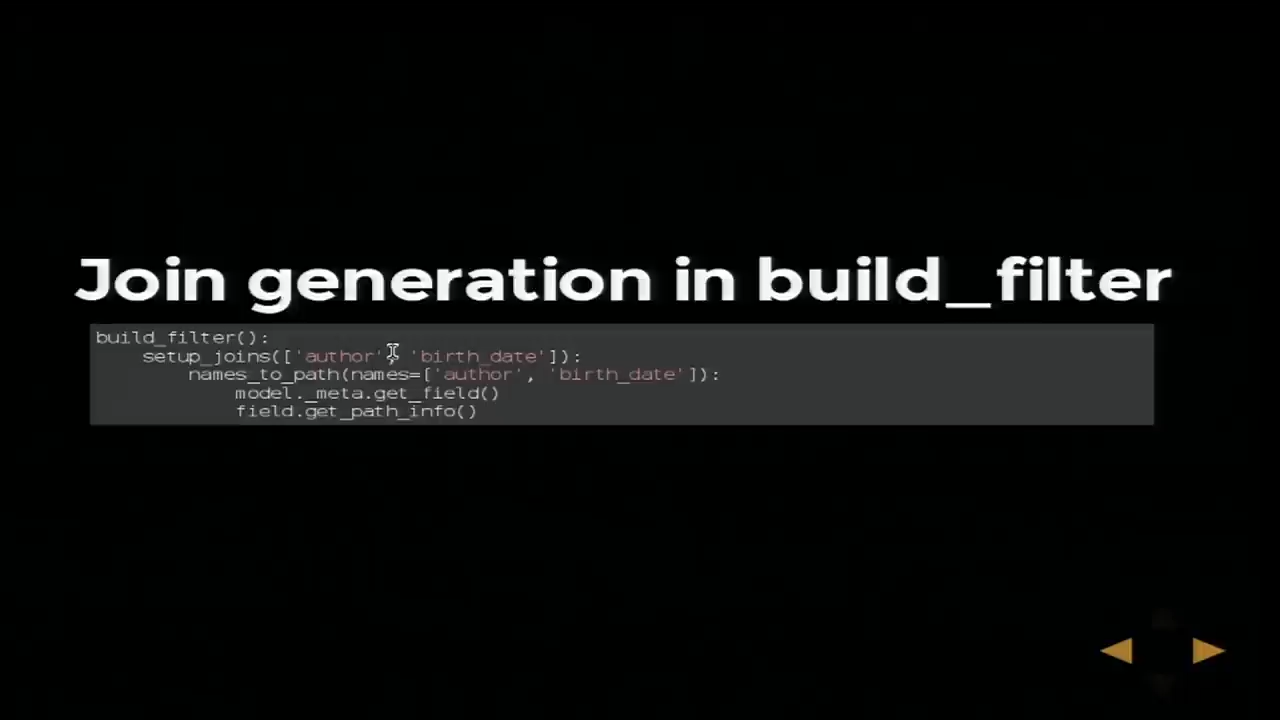 Join generation in build_filter
build_filter():
    setup_joins(['author', 'birth_date']):
        names_to_path(names=['author', 'birth_date']):
            model._meta.get_field()
            field.get_path_info()